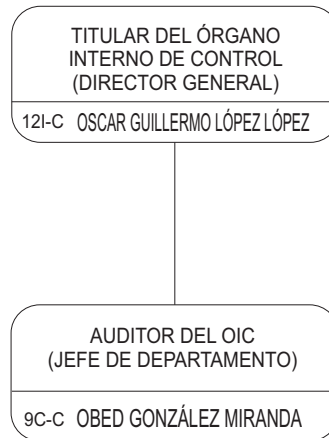 TITULAR DEL ÓRGANO
INTERNO DE CONTROL
(DIRECTOR GENERAL)
12I-C OSCAR GUILLERMO LÓPEZ LÓPEZ
AUDITOR DEL OIC
(JEFE DE DEPARTAMENTO)
9C-C OBED GONZÁLEZ MIRANDA